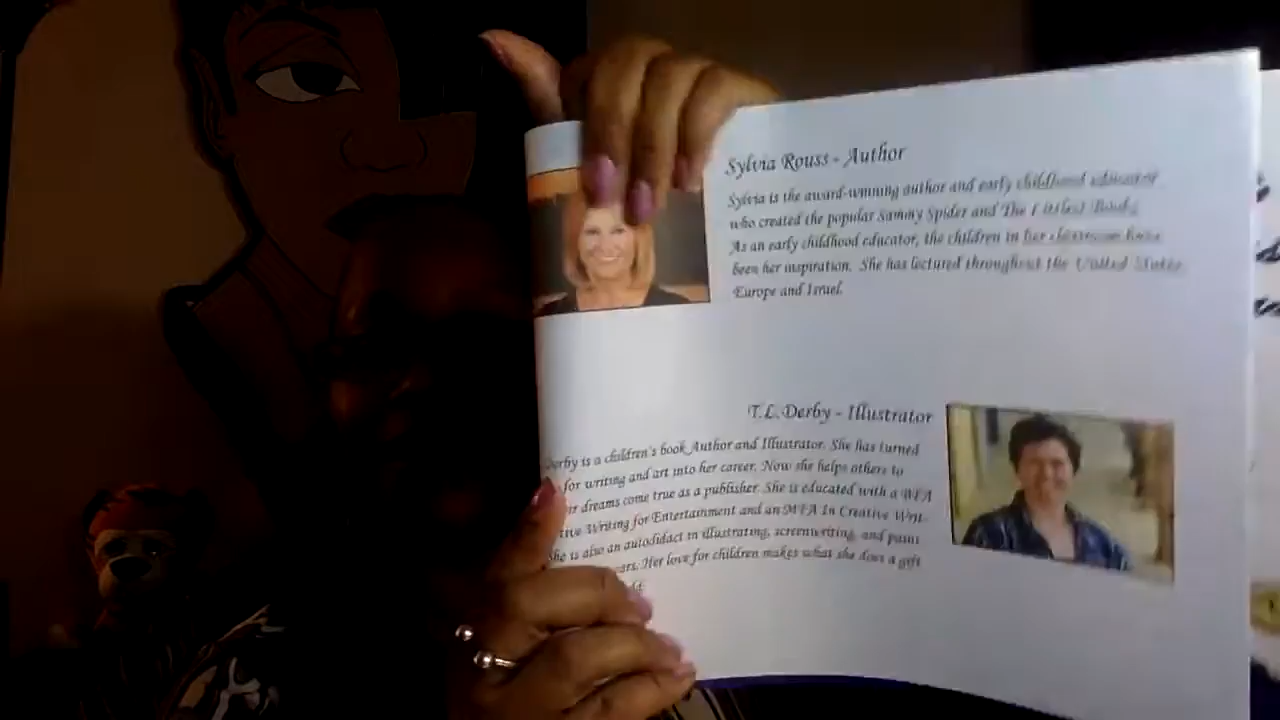 Sylvia Rouss - Author
Sylvia is the award-winning author and early childhood educator
who created the popular Sammy Spider and The Littlest Books.
As an early childhood educator, the children in her classroom have
been her inspiration. She has lectured throughout the United States,
Europe and Israel.
T.L. Derby - Illustrator
Derby is a children's book Author and Illustrator. She has turned
for writing and art into her career. Now she helps others to
dreams come true as a publisher. She is educated with a BFA
Writing for Entertainment and an MFA In Creative Writ-
She is also an autodidact in illustrating, screenwriting, and paint
Her love for children makes what she does a gift